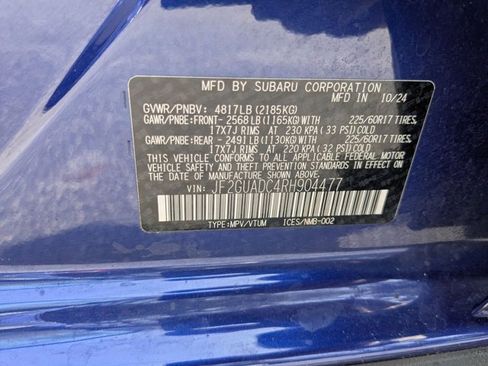 MFD BY SUBARU CORPORATION
MFD IN 10/24
GVWR/PNBV: 4817LB (2185KG)
GAWR/PNBE:FRONT- 2568 LB (1165KG) WITH 225/60R17 TIRES,
17X7J RIMS AT 230 KPA (33 PSI) COLD
GAWR/PNBE:REAR - 2491 LB (1130KG) WITH 225/60R17 TIRES,
17X7J RIMS AT 220 KPA (32 PSI) COLD
THIS VEHICLE CONFORMS TO ALL APPLICABLE FEDERAL MOTOR
VEHICLE SAFETY STANDARDS IN EFFECT ON THE
DATE OF MANUFACTURE SHOWN ABOVE.
VIN: JF2GUADC4RH904477
TYPE:MPV/VTUM ICES/NMB-002